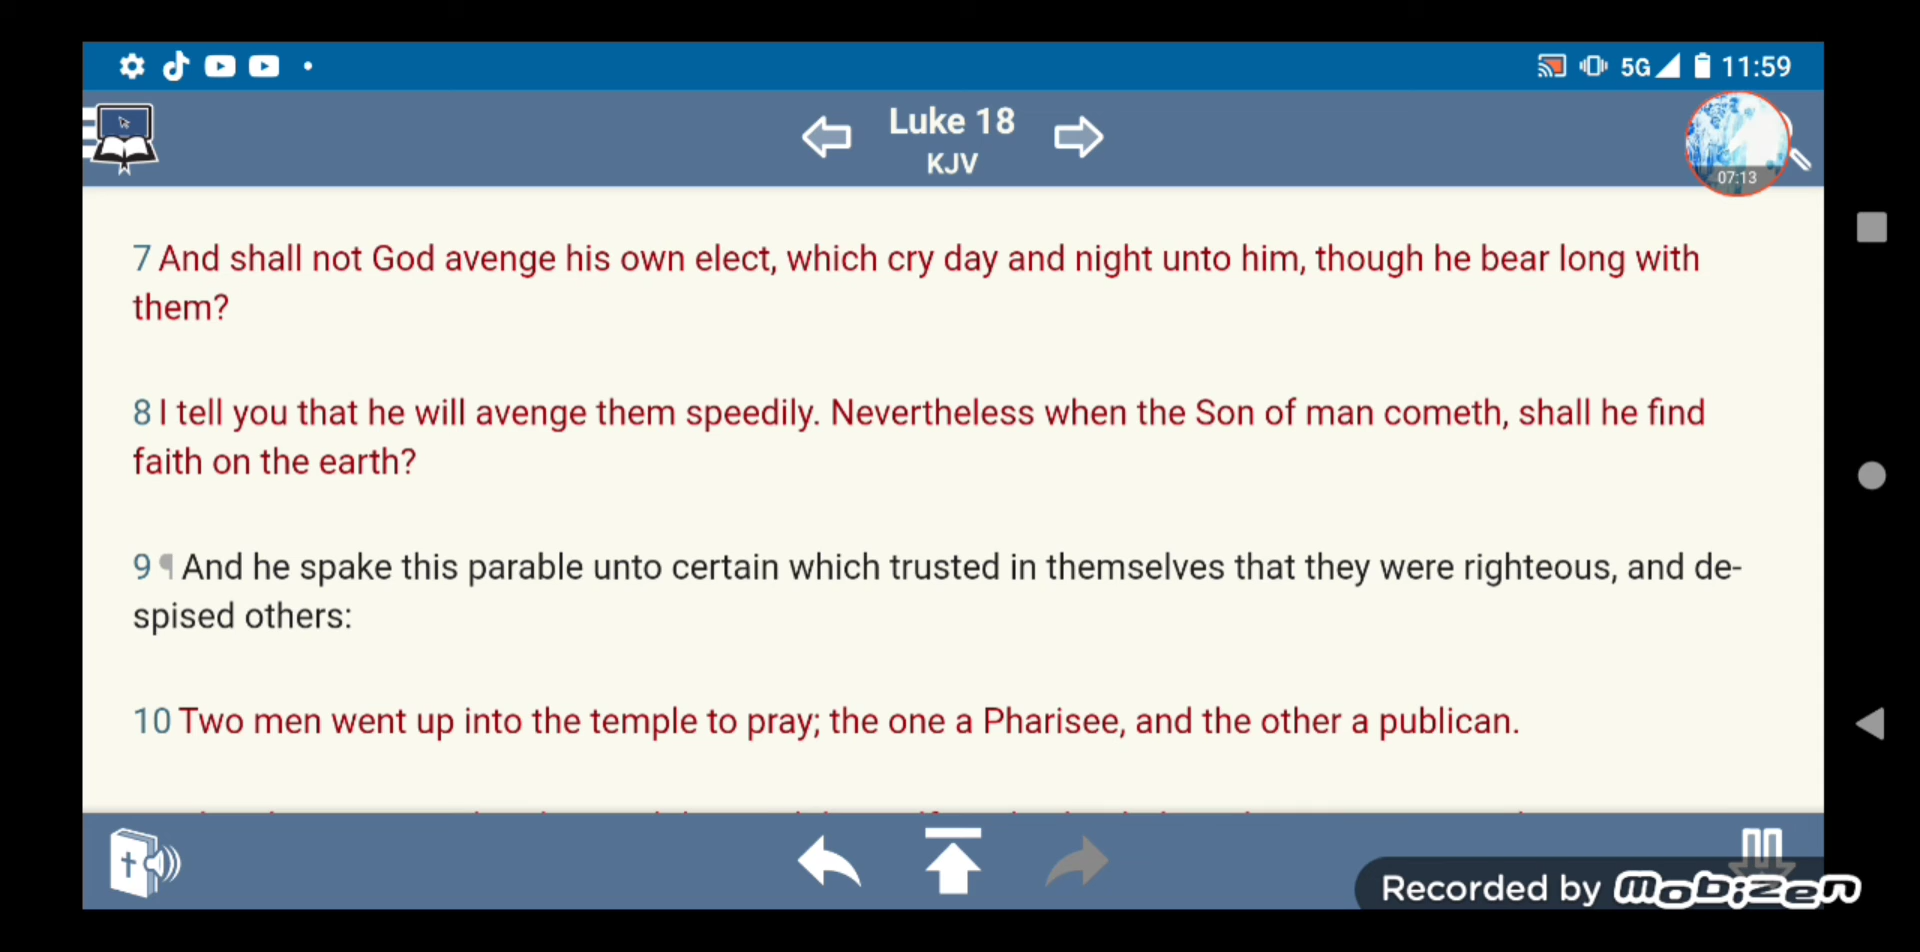 5G 11:59
Luke 18
KJV
07:13
7 And shall not God avenge his own elect, which cry day and night unto him, though he bear long with
them?
8 I tell you that he will avenge them speedily. Nevertheless when the Son of man cometh, shall he find
faith on the earth?
9 ¶ And he spake this parable unto certain which trusted in themselves that they were righteous, and de-
spised others:
10 Two men went up into the temple to pray; the one a Pharisee, and the other a publican.
Recorded by Mobizen